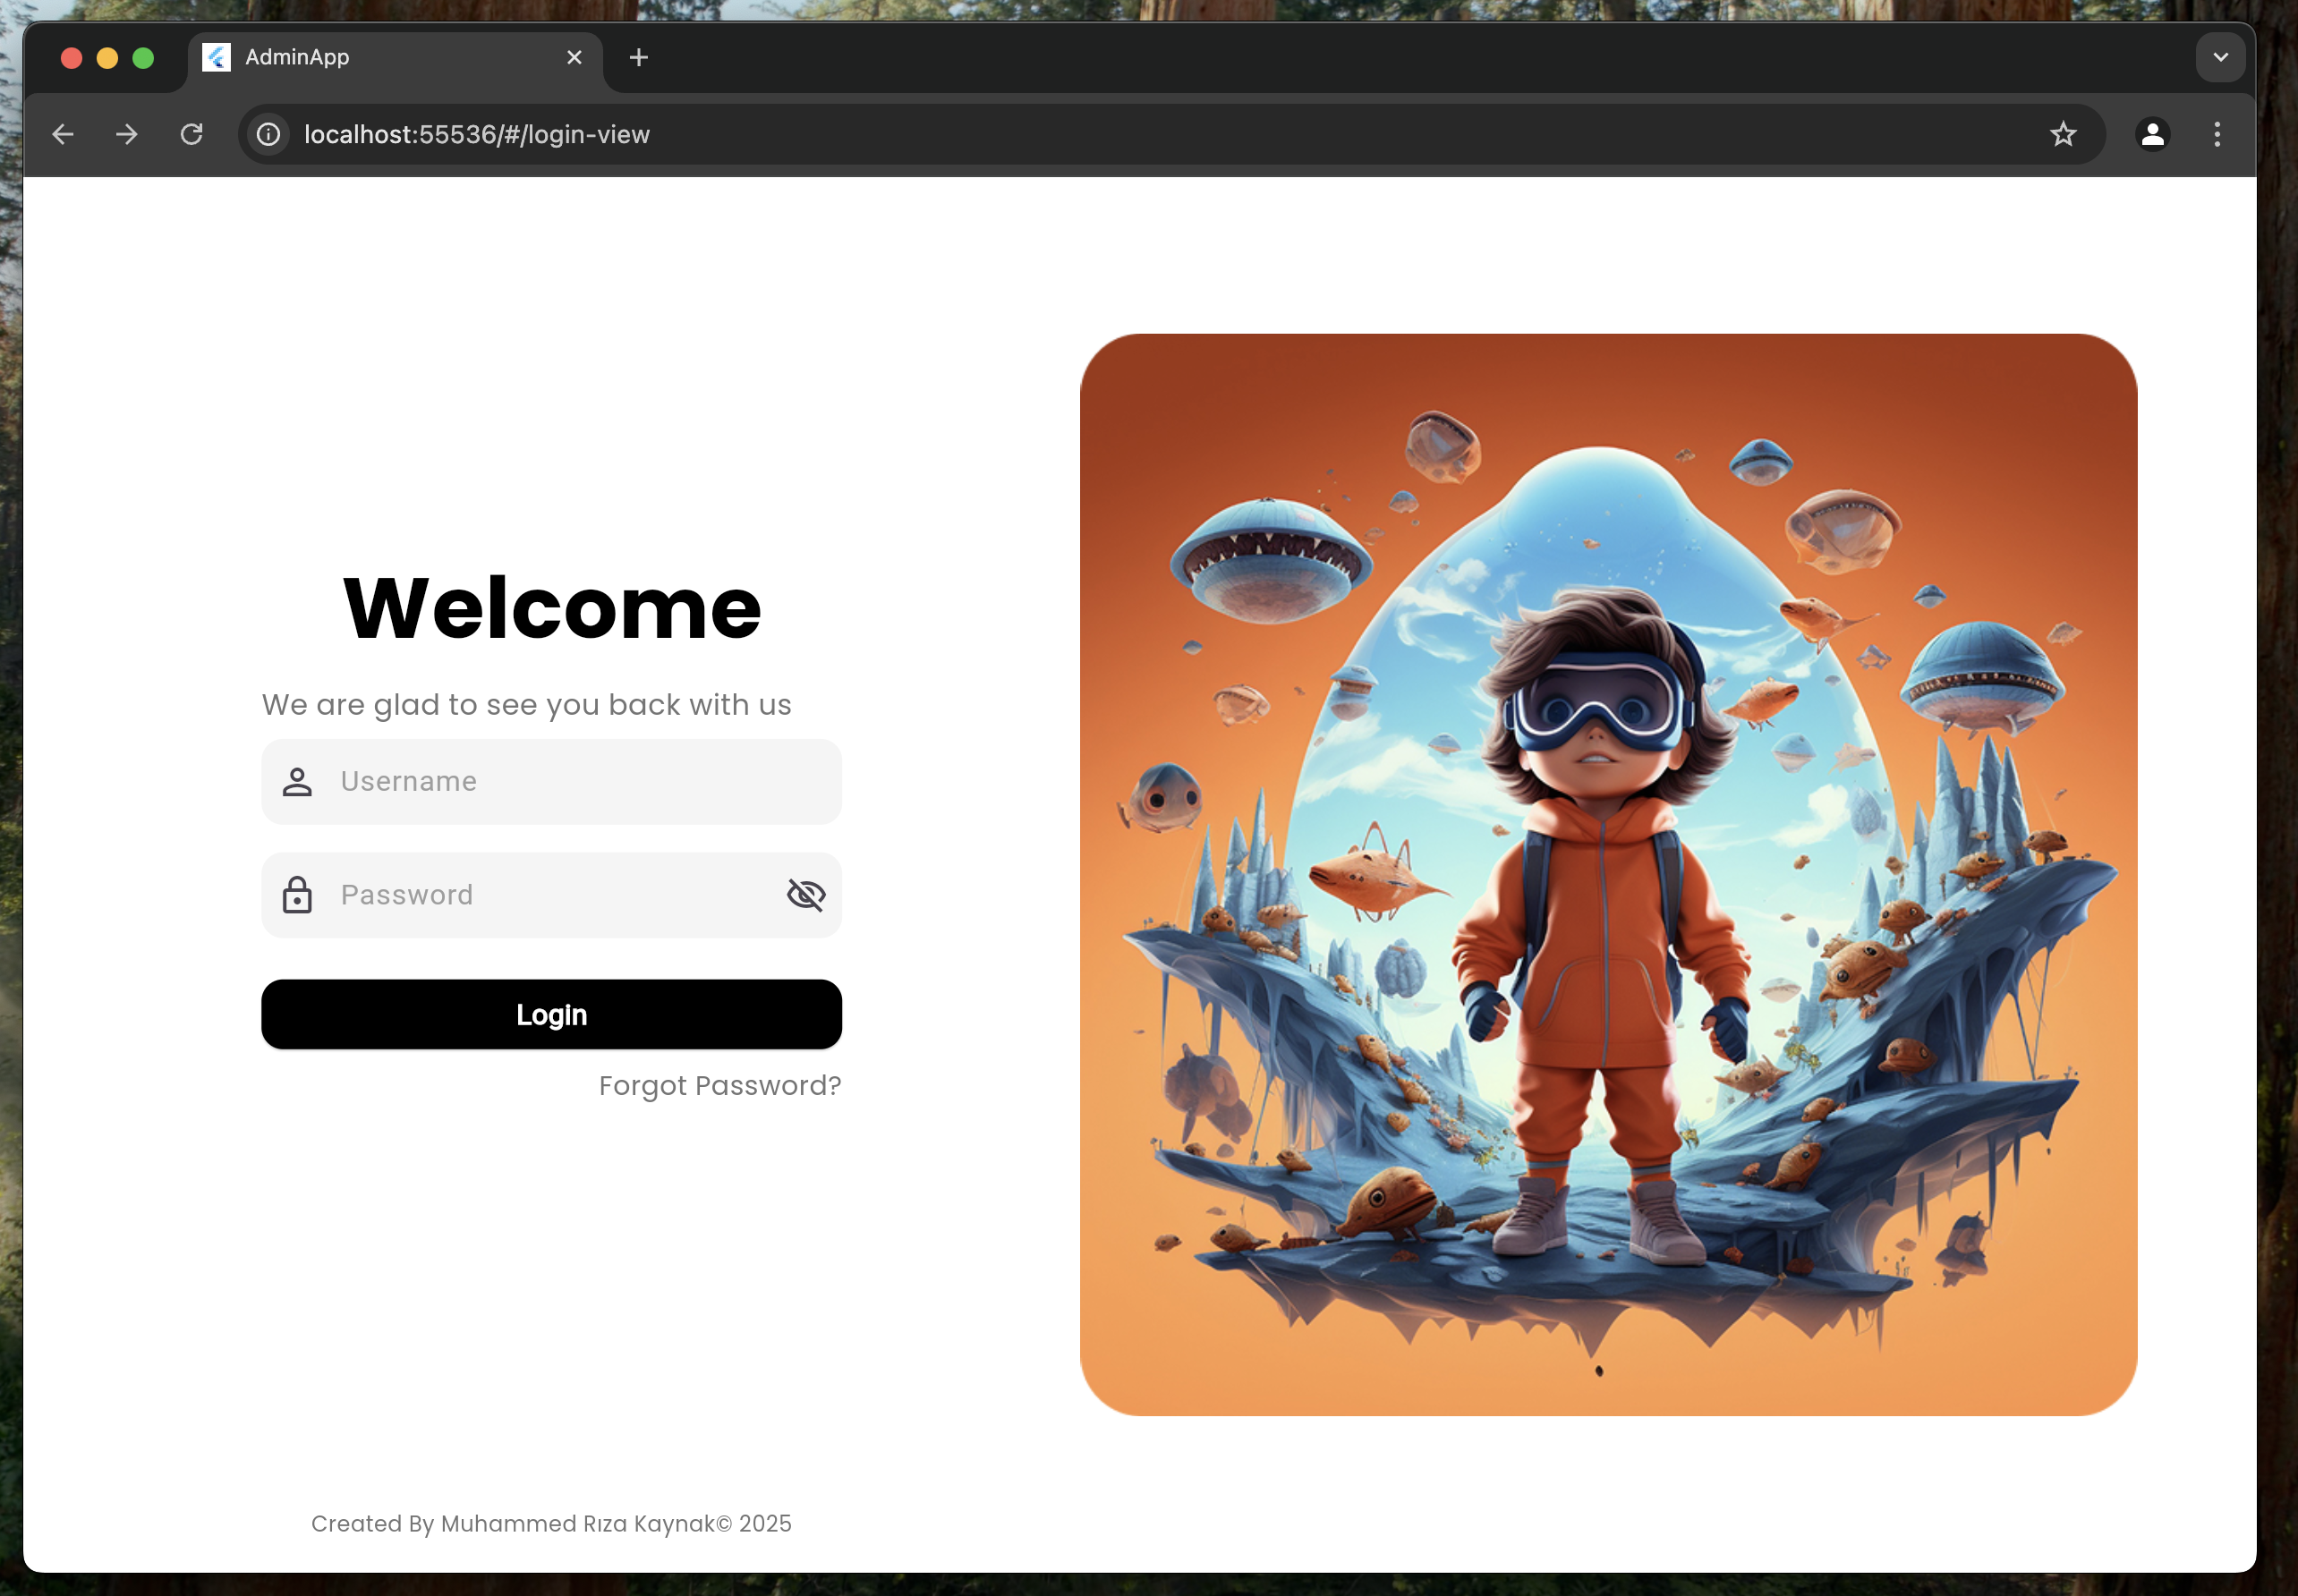 AdminApp
localhost:55536/#/login-view
Welcome
We are glad to see you back with us
Username
Password
Login
Forgot Password?
Created By Muhammed Rıza Kaynak© 2025